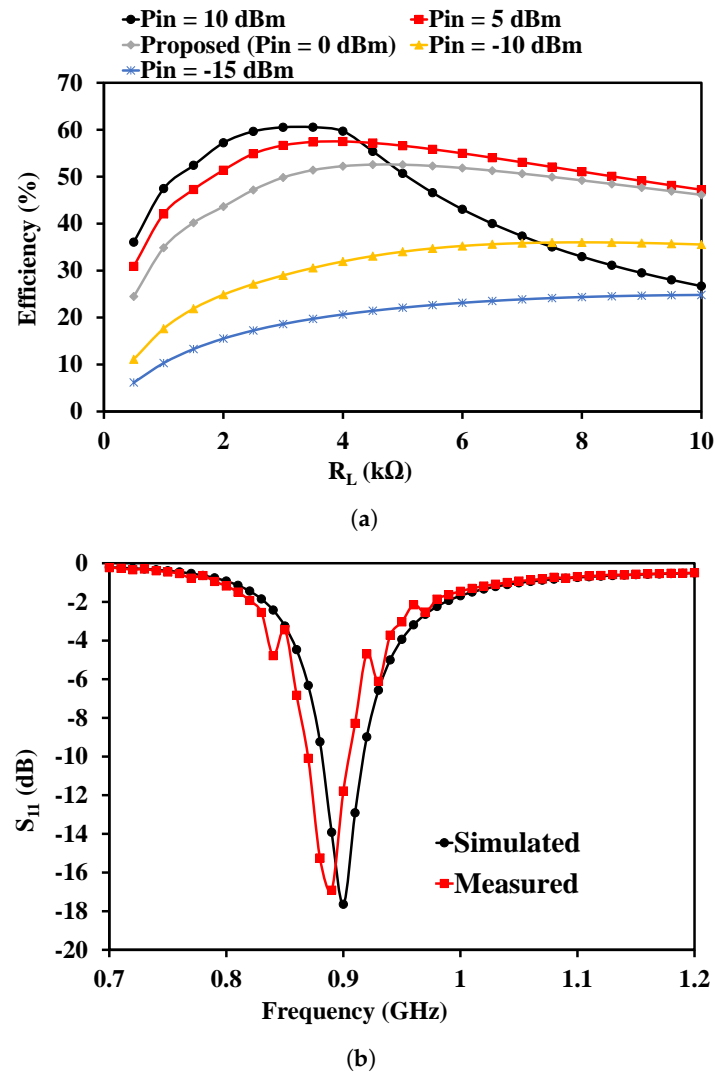 Pin = 10 dBm Pin = 5 dBm
Proposed (Pin = 0 dBm) Pin = -10 dBm
Pin = -15 dBm
70
60
50
40
30
20
10
0
Efficiency (%)
0 2 4 6 8 10
R_L (kΩ)
(a)
0
-2
-4
-6
-8
-10
-12
-14
-16
-18
-20
S_11 (dB)
Simulated
Measured
0.7 0.8 0.9 1 1.1 1.2
Frequency (GHz)
(b)